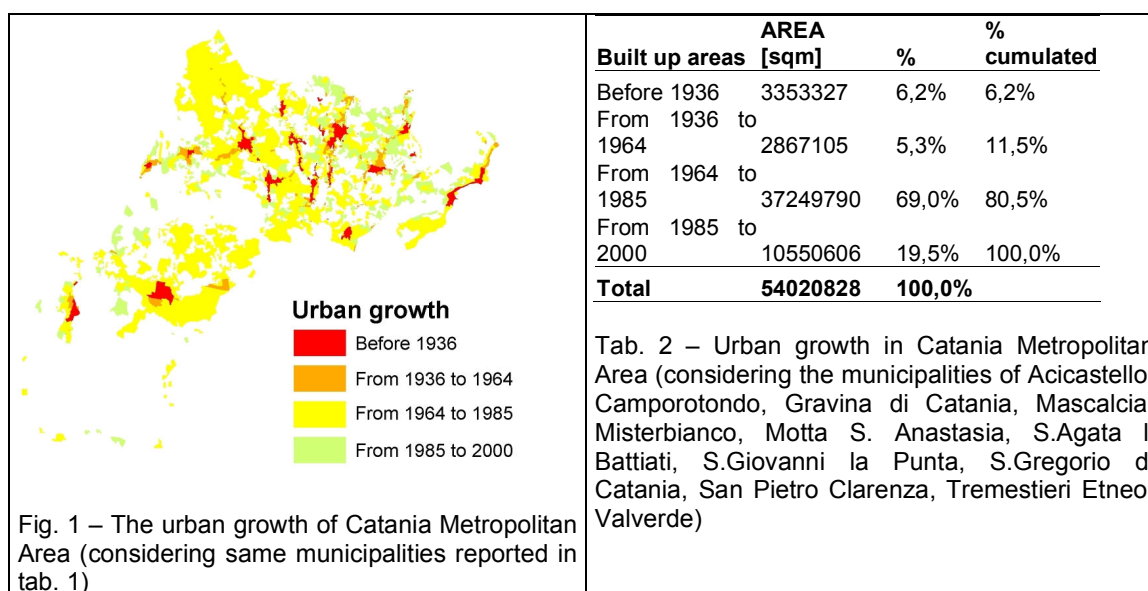 Urban growth
Before 1936
From 1936 to 1964
From 1964 to 1985
From 1985 to 2000
Fig. 1 – The urban growth of Catania Metropolitan
Area (considering same municipalities reported in
tab. 1)
AREA %
Built up areas [sqm] % cumulated
Before 1936 3353327 6,2% 6,2%
From 1936 to
1964 2867105 5,3% 11,5%
From 1964 to
1985 37249790 69,0% 80,5%
From 1985 to
2000 10550606 19,5% 100,0%
Total 54020828 100,0%
Tab. 2 – Urban growth in Catania Metropolitan
Area (considering the municipalities of Acicastello
Camporotondo, Gravina di Catania, Mascalcia
Misterbianco, Motta S. Anastasia, S.Agata l
Battiati, S.Giovanni la Punta, S.Gregorio d
Catania, San Pietro Clarenza, Tremestieri Etneo
Valverde)